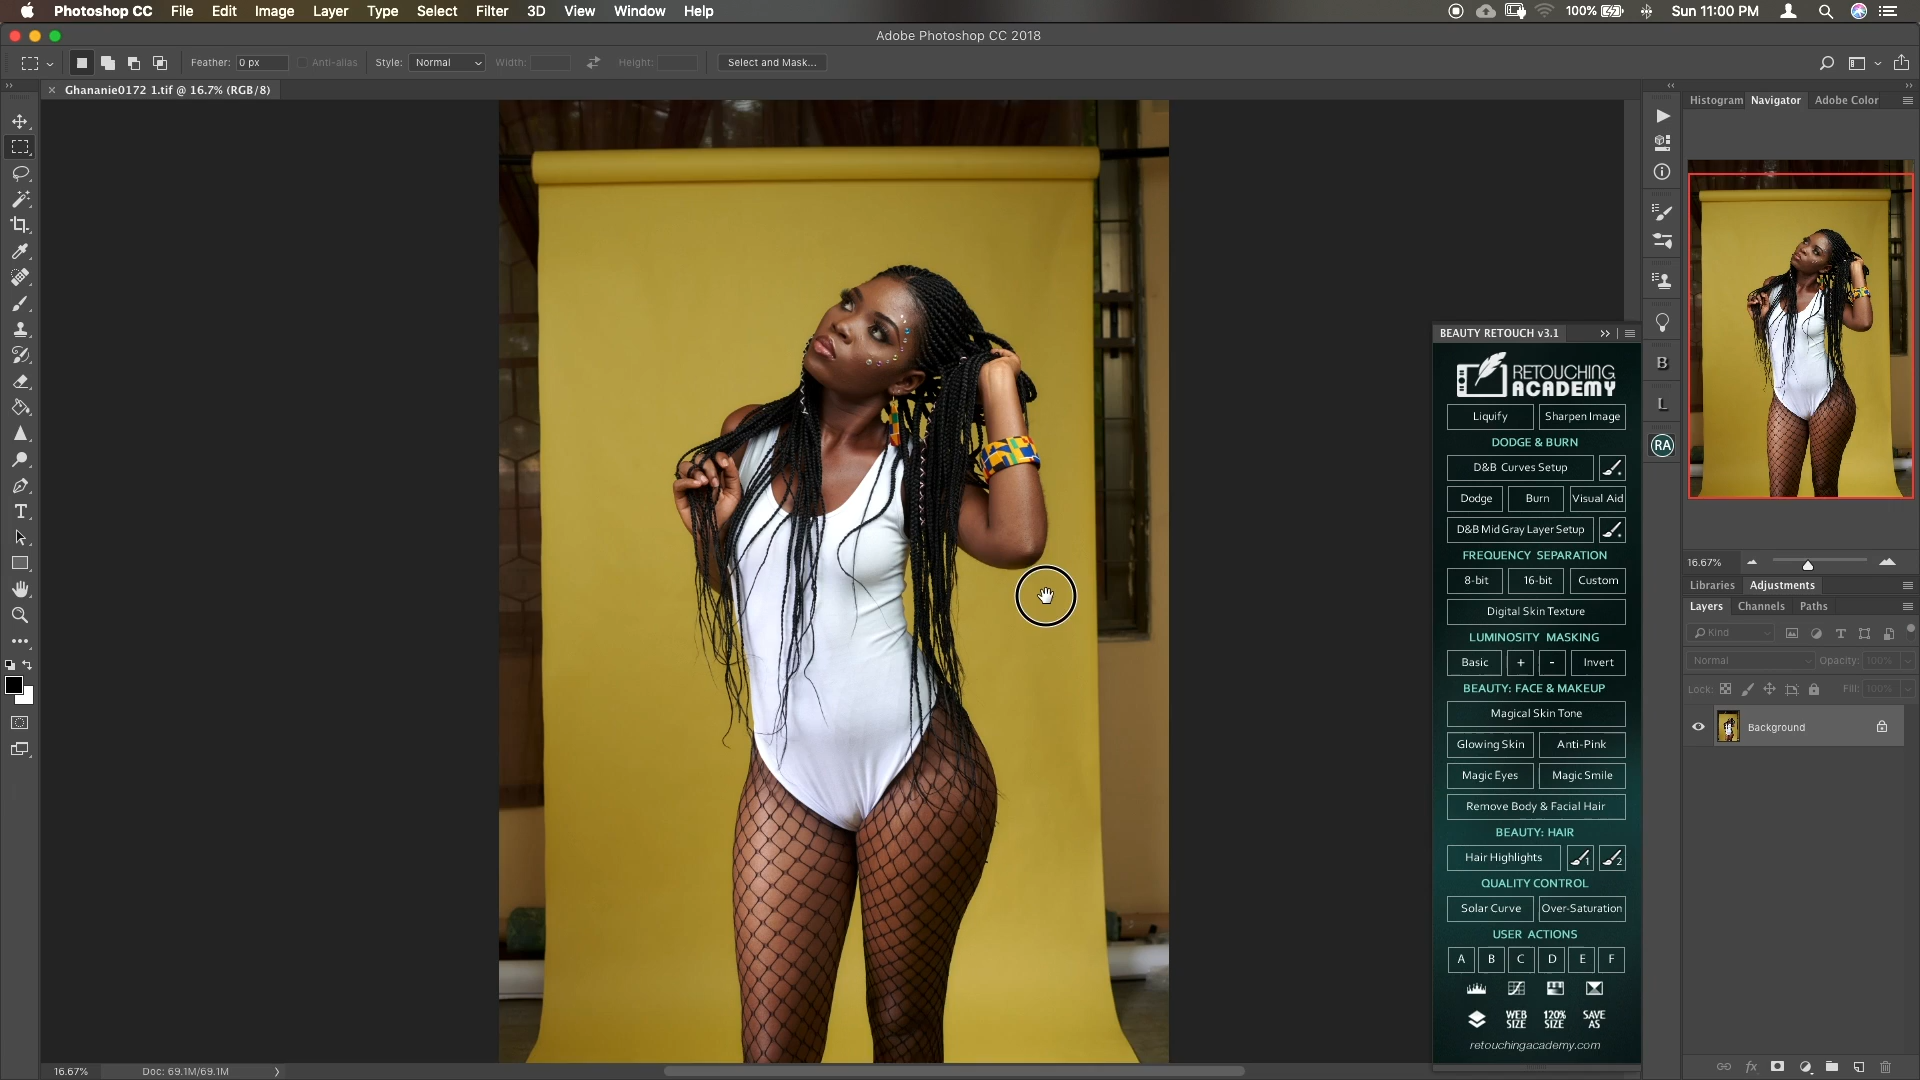 Photoshop CC File Edit Image Layer Type Select Filter 3D View Window Help 100% Sun 11:00 PM
Adobe Photoshop CC 2018
Feather: 0 px Anti-alias Style: Normal Width: Height: Select and Mask...
Ghananie0172 1.tif @ 16.7% (RGB/8)
Histogram Navigator Adobe Color
BEAUTY RETOUCH v3.1
RETOUCHING
ACADEMY
Liquify Sharpen Image
DODGE & BURN
D&B Curves Setup
Dodge Burn Visual Aid
D&B Mid Gray Layer Setup
FREQUENCY SEPARATION
8-bit 16-bit Custom
Digital Skin Texture
LUMINOSITY MASKING
Basic + - Invert
BEAUTY: FACE & MAKEUP
Magical Skin Tone
Glowing Skin Anti-Pink
Magic Eyes Magic Smile
Remove Body & Facial Hair
BEAUTY: HAIR
Hair Highlights 1 2
QUALITY CONTROL
Solar Curve Over-Saturation
USER ACTIONS
A B C D E F
WEB SIZE 120% SIZE SAVE AS
retouchingacademy.com
B
L
RA
16.67%
Libraries Adjustments
Layers Channels Paths
Kind
Normal Opacity: 100%
Lock: Fill: 100%
Background
fx
16.67% Doc: 69.1M/69.1M